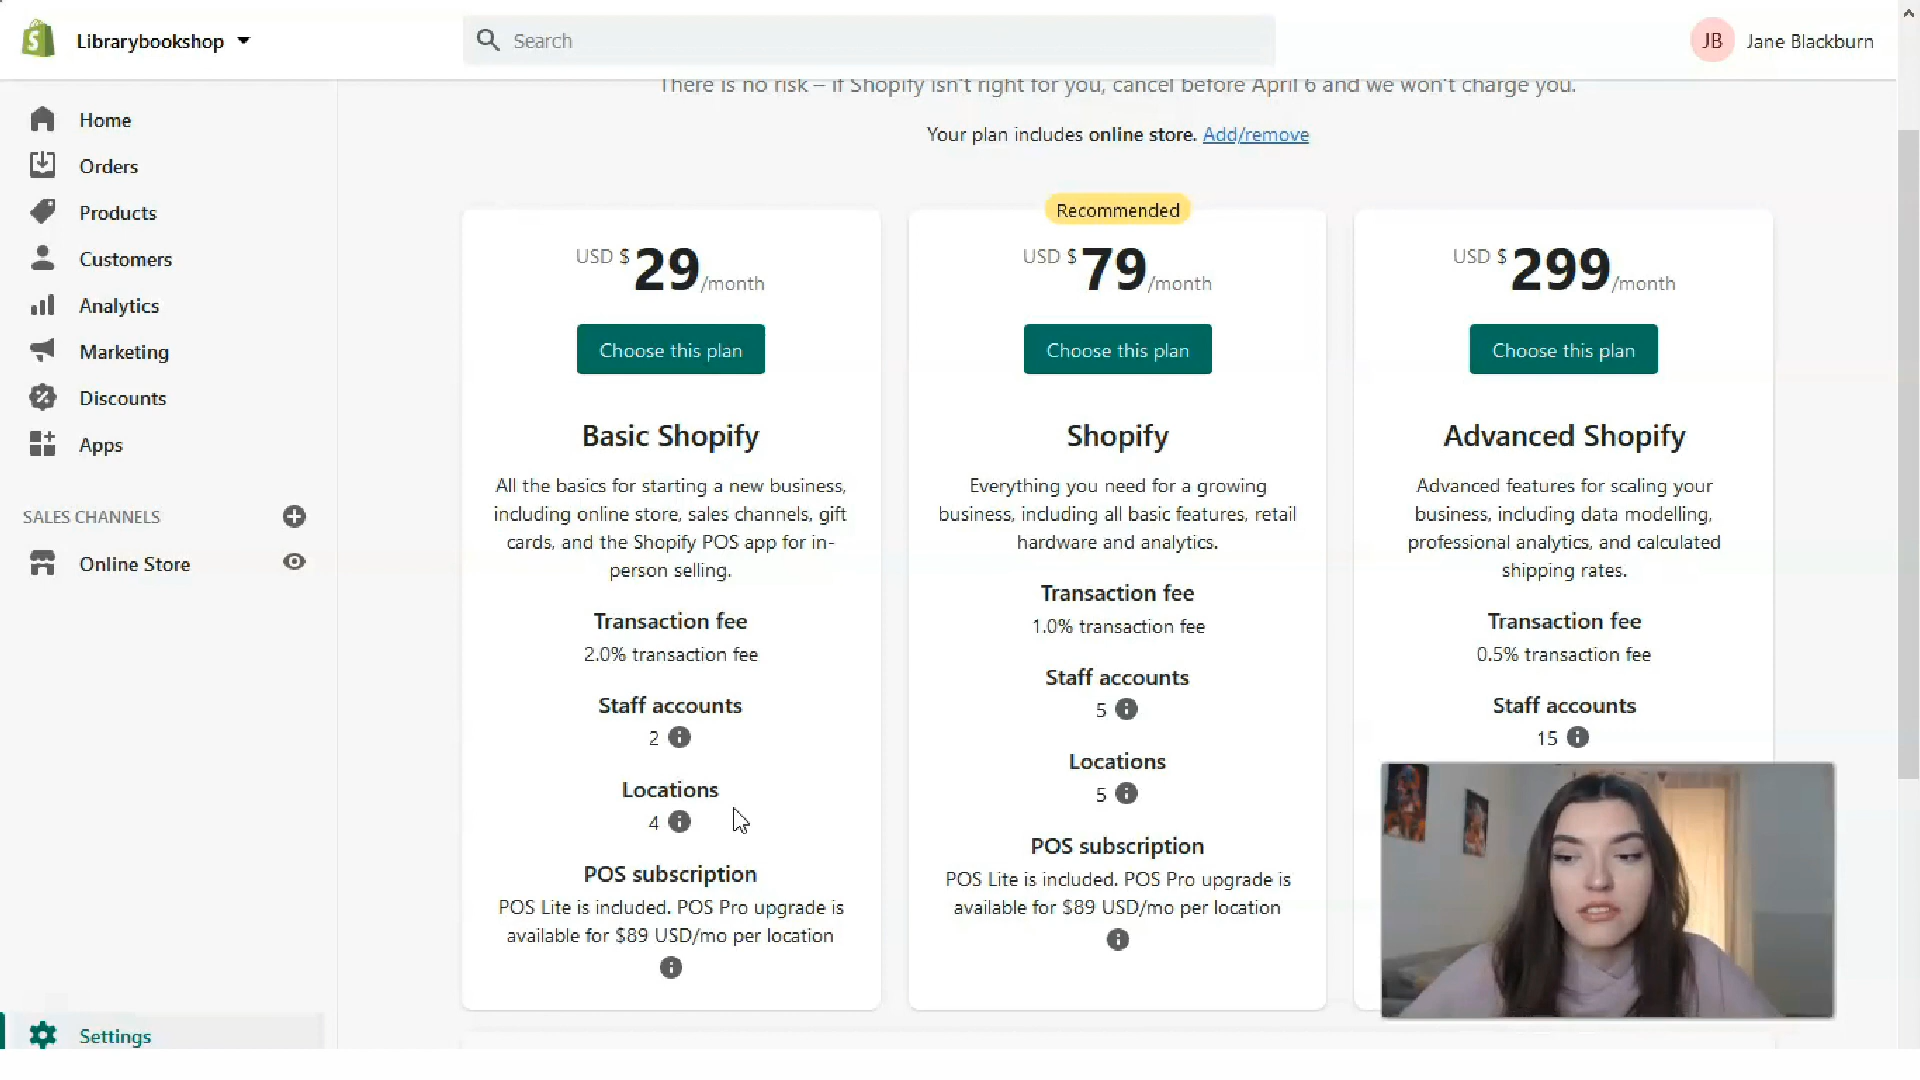 Librarybookshop
Search
JB
Jane Blackburn
There is no risk – if Shopify isn't right for you, cancel before April 6 and we won't charge you.
Your plan includes online store. Add/remove
Home
Orders
Products
Customers
Analytics
Marketing
Discounts
Apps
SALES CHANNELS
Online Store
Settings
USD $ 29 /month
Choose this plan
Basic Shopify
All the basics for starting a new business,
including online store, sales channels, gift
cards, and the Shopify POS app for in-
person selling.
Transaction fee
2.0% transaction fee
Staff accounts
2
Locations
4
POS subscription
POS Lite is included. POS Pro upgrade is
available for $89 USD/mo per location
Recommended
USD $ 79 /month
Choose this plan
Shopify
Everything you need for a growing
business, including all basic features, retail
hardware and analytics.
Transaction fee
1.0% transaction fee
Staff accounts
5
Locations
5
POS subscription
POS Lite is included. POS Pro upgrade is
available for $89 USD/mo per location
USD $ 299 /month
Choose this plan
Advanced Shopify
Advanced features for scaling your
business, including data modelling,
professional analytics, and calculated
shipping rates.
Transaction fee
0.5% transaction fee
Staff accounts
15